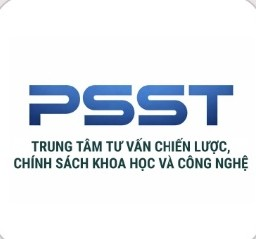 PSST
TRUNG TÂM TƯ VẤN CHIẾN LƯỢC,
CHÍNH SÁCH KHOA HỌC VÀ CÔNG NGHỆ